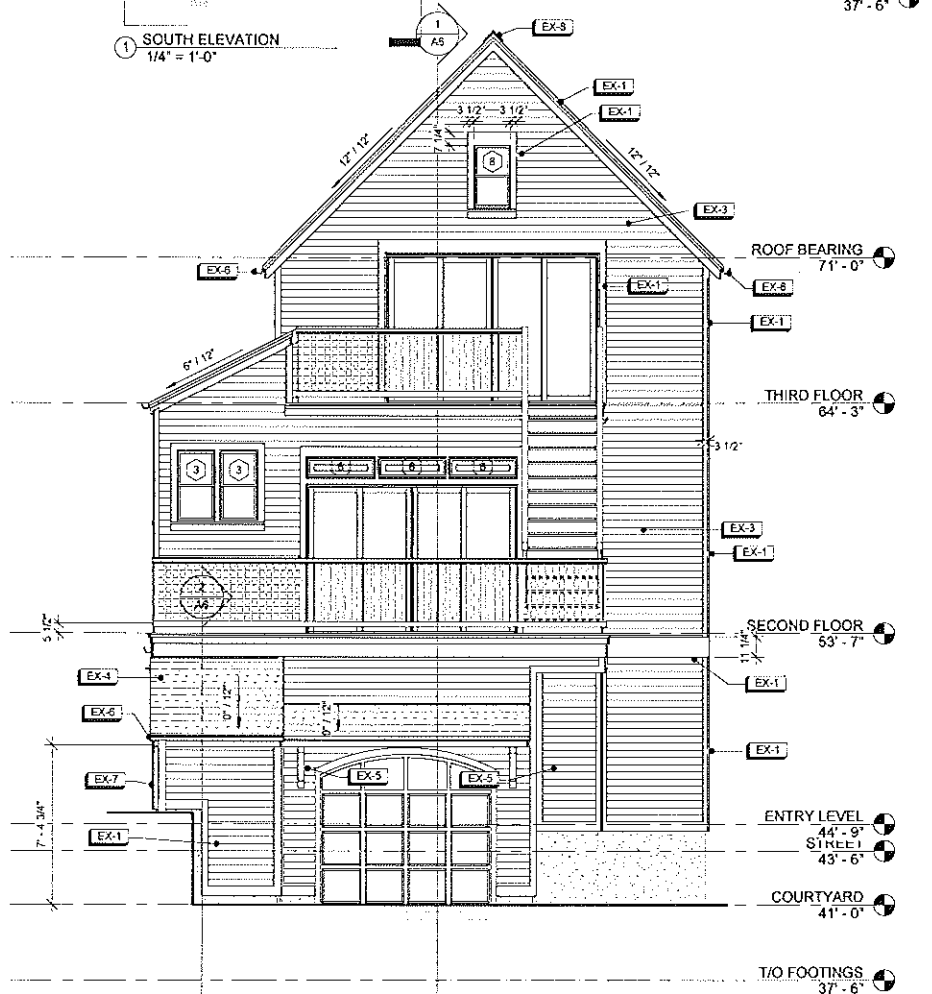 37' - 6"
1 SOUTH ELEVATION
1/4" = 1'-0"
1
A6
EX-8
EX-1
3 1/2" 3 1/2"
EX-1
7 1/4"
8
12" / 12"
12" / 12"
EX-3
ROOF BEARING
71' - 0"
EX-6
EX-6
EX-1
EX-1
6" / 12"
THIRD FLOOR
64' - 3"
3 1/2"
3 3
6 6 6
EX-3
EX-1
2
A6
5 1/2"
SECOND FLOOR
53' - 7"
11 1/4"
EX-4
EX-1
0" / 12"
0" / 12"
EX-6
EX-1
EX-5
EX-5
EX-7
7' - 4 3/4"
EX-1
ENTRY LEVEL
44' - 9"
STREET
43' - 6"
COURTYARD
41' - 0"
T/O FOOTINGS
37' - 6"